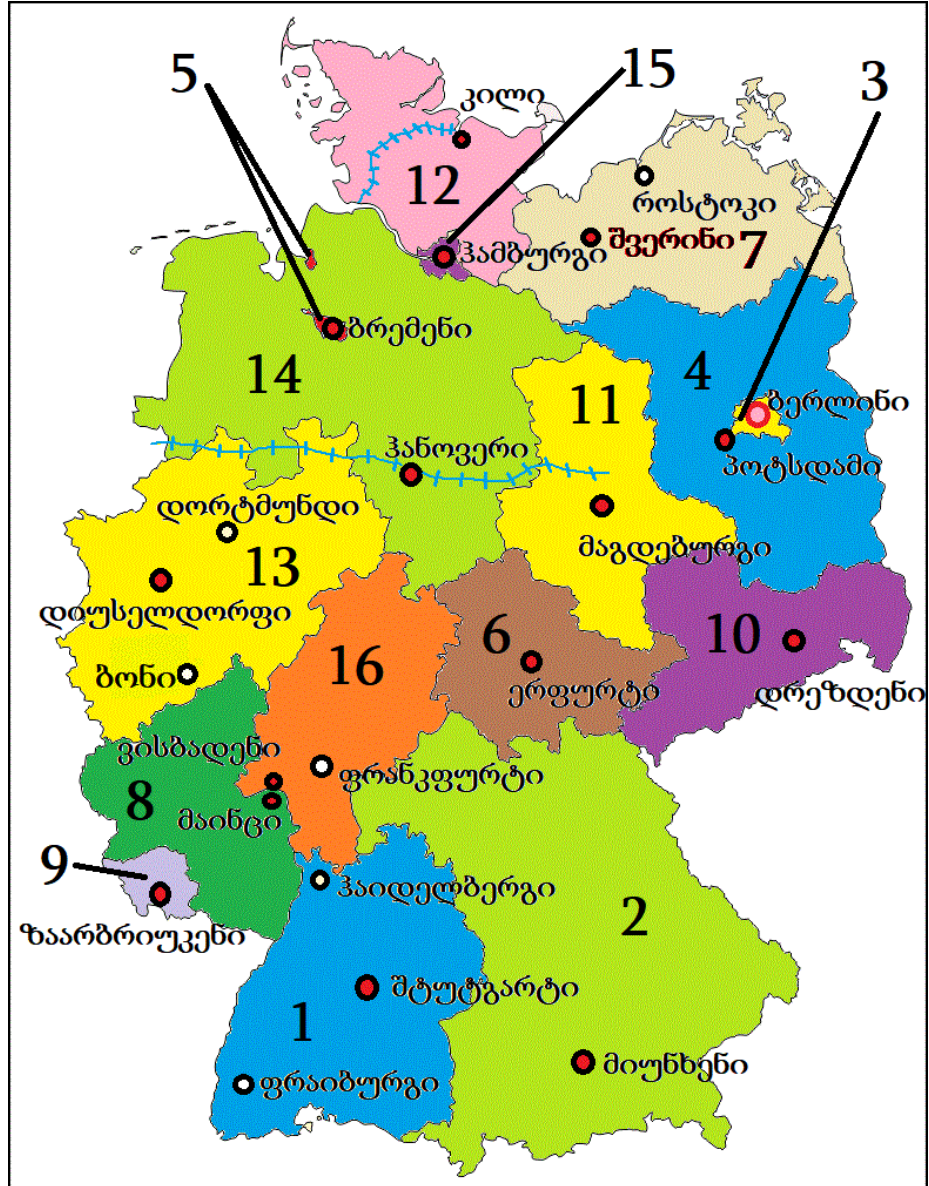 5
15
3
კილი
12
როსტოკი
შვერინი
7
ჰამბურგი
ბრემენი
14
4
11
ბერლინი
ჰანოვერი
პოტსდამი
დორტმუნდი
მაგდებურგი
13
დიუსელდორფი
6
10
16
ბონი
ერფურტი
დრეზდენი
ვისბადენი
ფრანკფურტი
8
მაინცი
9
ჰაიდელბერგი
2
ზაარბრიუკენი
შტუტგარტი
1
მიუნხენი
ფრაიბურგი